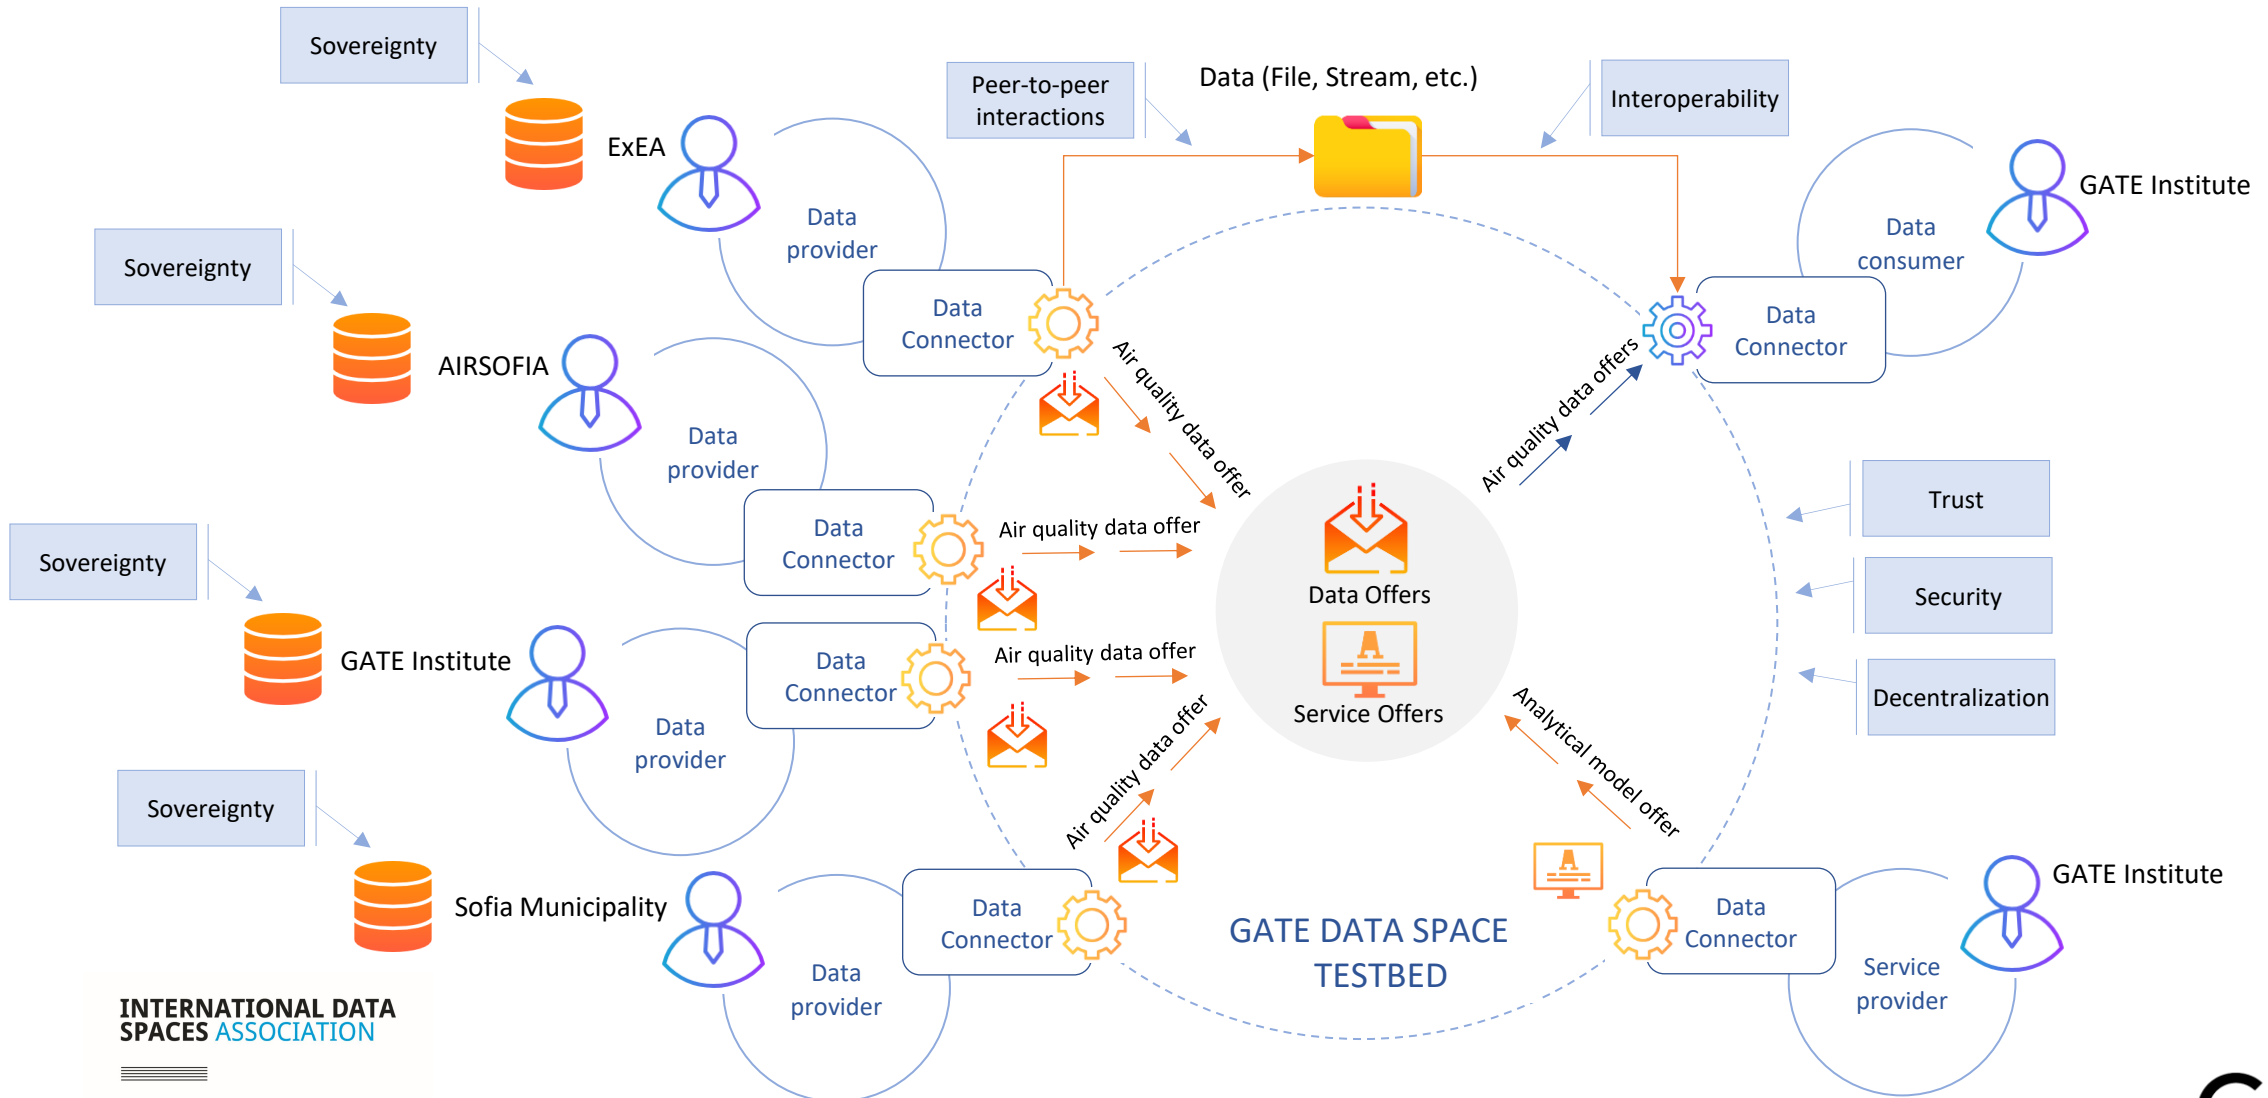 Sovereignty
ExEA
Data
provider
Data
Connector
Peer-to-peer
interactions
Data (File, Stream, etc.)
Interoperability
GATE Institute
Data
consumer
Data
Connector
Sovereignty
AIRSOFIA
Data
provider
Data
Connector
Air quality data offer
Air quality data offer
Air quality data offers
Trust
Security
Decentralization
Data Offers
Service Offers
Sovereignty
GATE Institute
Data
provider
Data
Connector
Air quality data offer
Sovereignty
Sofia Municipality
Data
provider
Data
Connector
Air quality data offer
Analytical model offer
GATE DATA SPACE
TESTBED
Data
Connector
Service
provider
GATE Institute
INTERNATIONAL DATA
SPACES ASSOCIATION